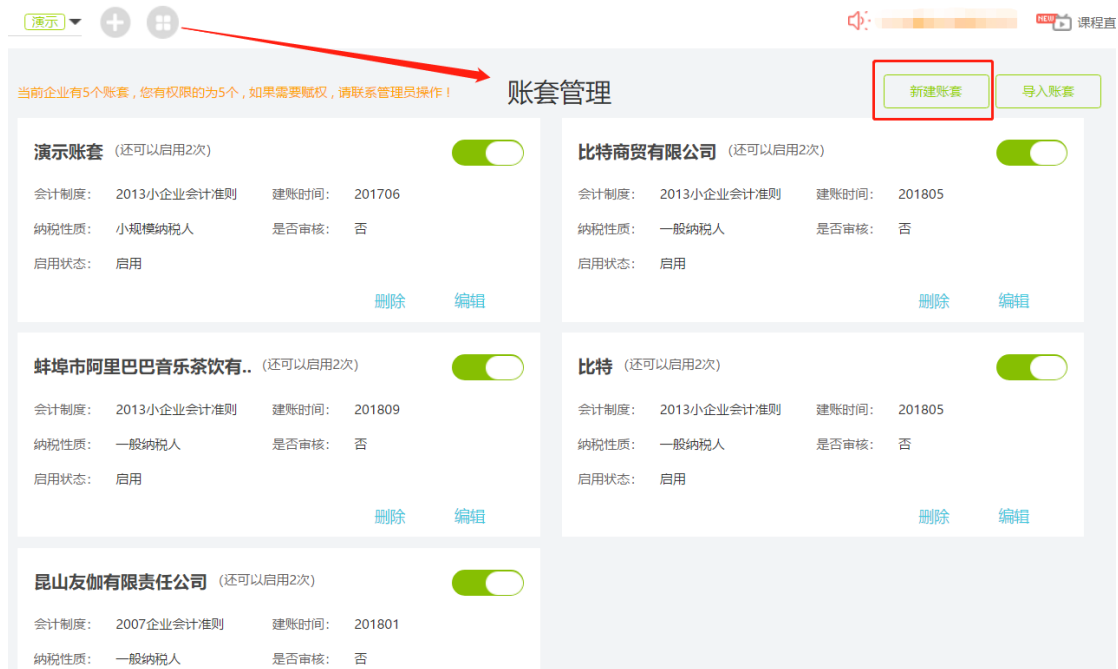 演示
NEW 课程直
当前企业有5个账套,您有权限的为5个,如果需要赋权,请联系管理员操作!
账套管理
新建账套 导入账套
演示账套 (还可以启用2次)
会计制度: 2013小企业会计准则 建账时间: 201706
纳税性质: 小规模纳税人 是否审核: 否
启用状态: 启用
删除 编辑
比特商贸有限公司 (还可以启用2次)
会计制度: 2013小企业会计准则 建账时间: 201805
纳税性质: 一般纳税人 是否审核: 否
启用状态: 启用
删除 编辑
蚌埠市阿里巴巴音乐茶饮有.. (还可以启用2次)
会计制度: 2013小企业会计准则 建账时间: 201809
纳税性质: 一般纳税人 是否审核: 否
启用状态: 启用
删除 编辑
比特 (还可以启用2次)
会计制度: 2013小企业会计准则 建账时间: 201805
纳税性质: 一般纳税人 是否审核: 否
启用状态: 启用
删除 编辑
昆山友伽有限责任公司 (还可以启用2次)
会计制度: 2007企业会计准则 建账时间: 201801
纳税性质: 一般纳税人 是否审核: 否